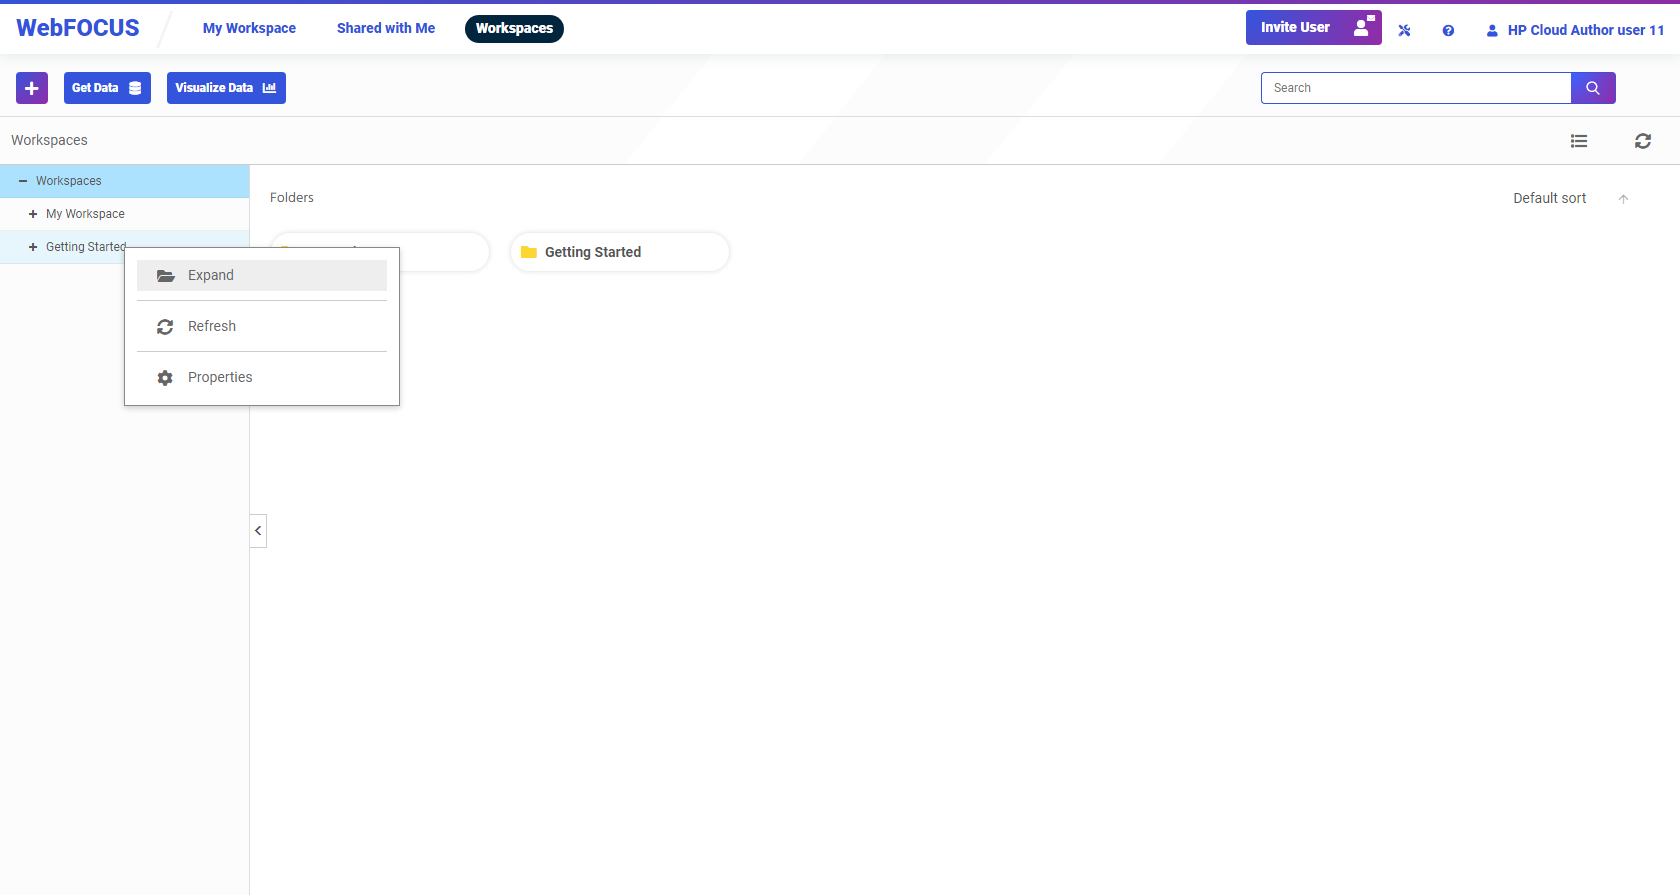 WebFOCUS
My Workspace
Shared with Me
Workspaces
Invite User
HP Cloud Author user 11
Get Data
Visualize Data
Search
Workspaces
Workspaces
My Workspace
Getting Started
Folders
Default sort
Getting Started
Expand
Refresh
Properties